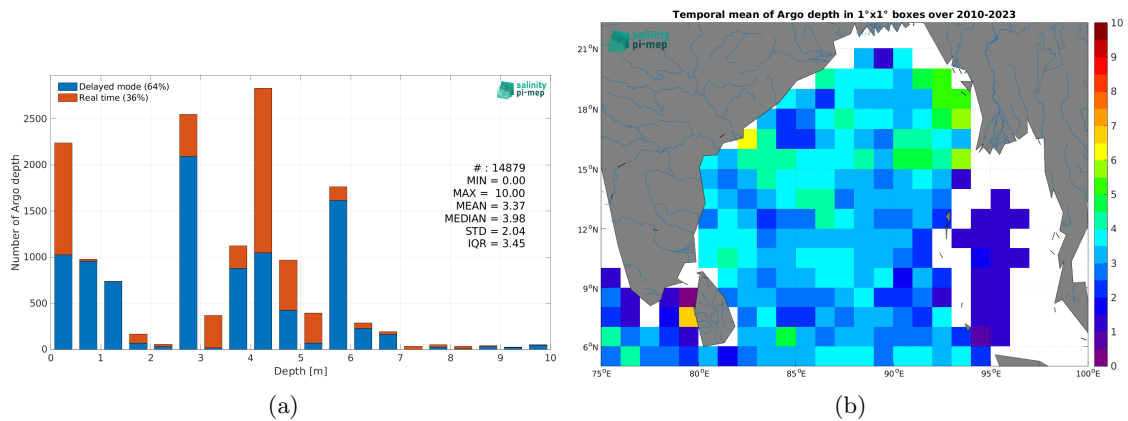 Delayed mode (64%)
Real time (36%)
salinity
pi-mep
# : 14879
MIN = 0.00
MAX = 10.00
MEAN = 3.37
MEDIAN = 3.98
STD = 2.04
IQR = 3.45
Number of Argo depth
2500
2000
1500
1000
500
0
0 1 2 3 4 5 6 7 8 9 10
Depth [m]
(a)
Temporal mean of Argo depth in 1°x1° boxes over 2010-2023
salinity
pi-mep
21°N
18°N
15°N
12°N
9°N
6°N
75°E 80°E 85°E 90°E 95°E 100°E
10
9
8
7
6
5
4
3
2
1
0
(b)